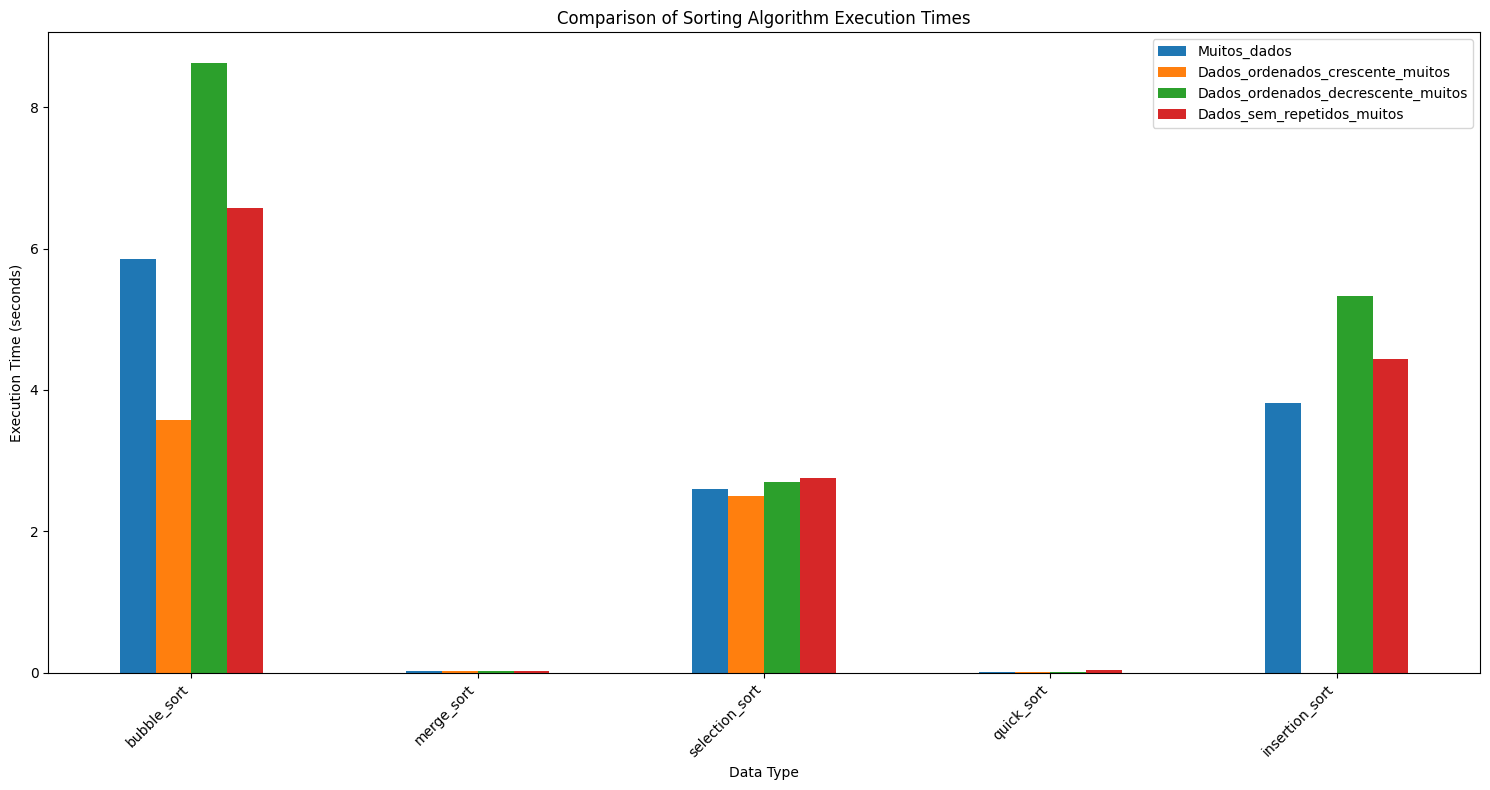 Comparison of Sorting Algorithm Execution Times
Muitos_dados
Dados_ordenados_crescente_muitos
Dados_ordenados_decrescente_muitos
Dados_sem_repetidos_muitos
Execution Time (seconds)
8
6
4
2
0
bubble_sort
merge_sort
selection_sort
quick_sort
insertion_sort
Data Type